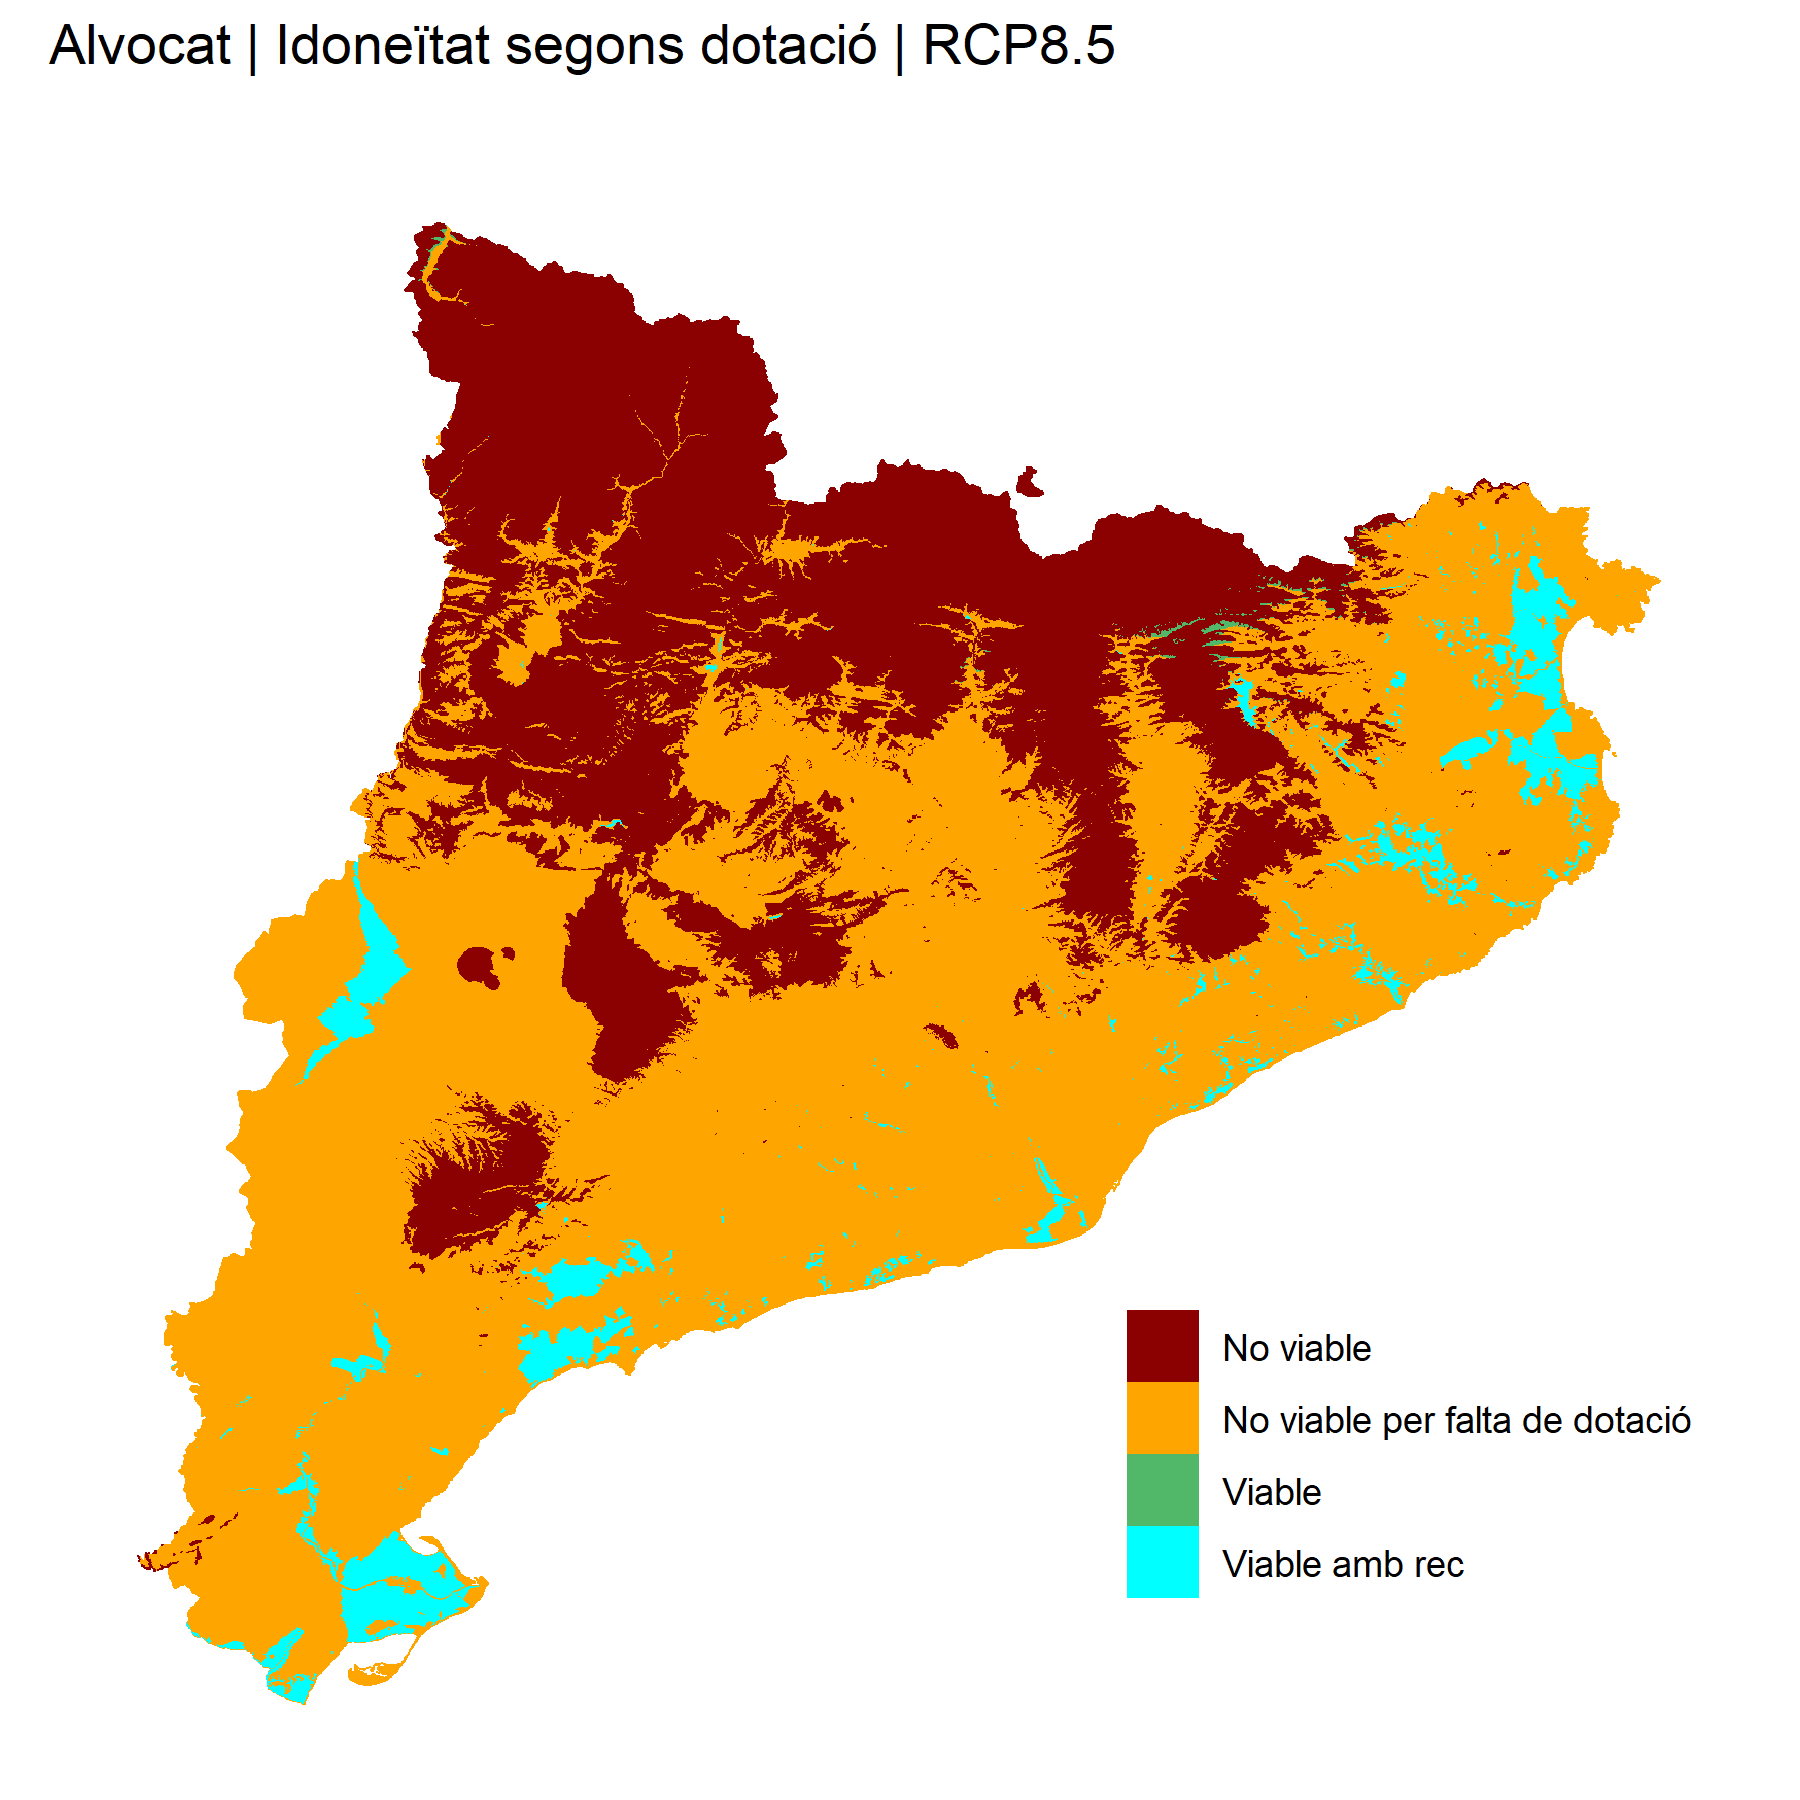 Alvocat | Idoneïtat segons dotació | RCP8.5
No viable
No viable per falta de dotació
Viable
Viable amb rec